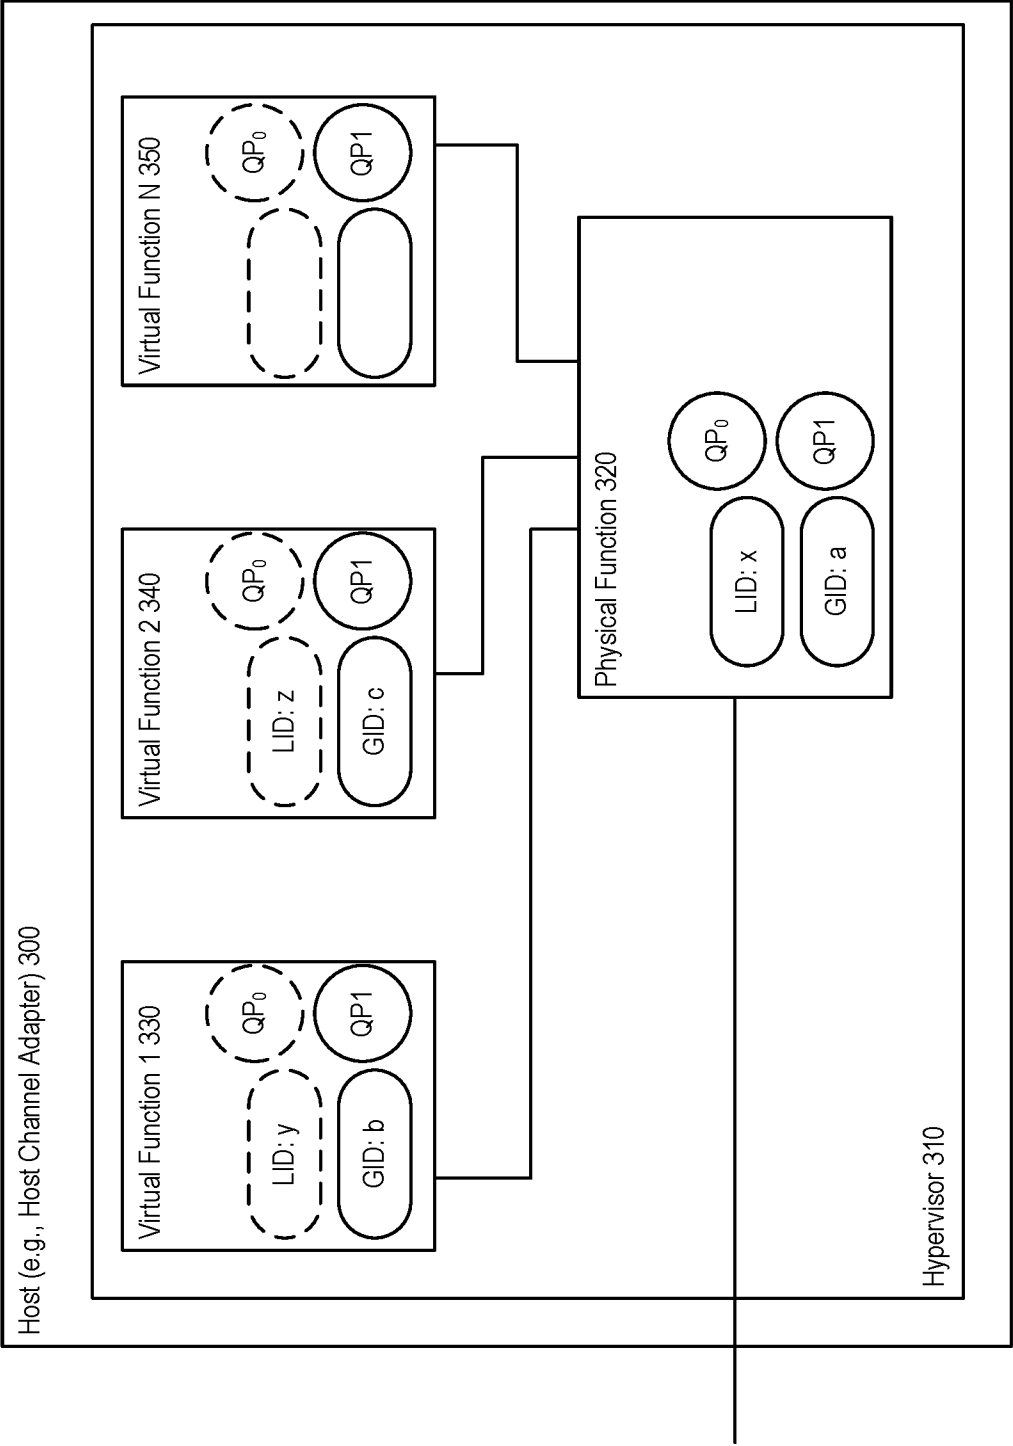 Host (e.g., Host Channel Adapter) 300
Virtual Function 1 330
LID: y
QP0
GID: b
QP1
Virtual Function 2 340
LID: z
QP0
GID: c
QP1
Virtual Function N 350
QP0
QP1
Physical Function 320
LID: x
QP0
GID: a
QP1
Hypervisor 310